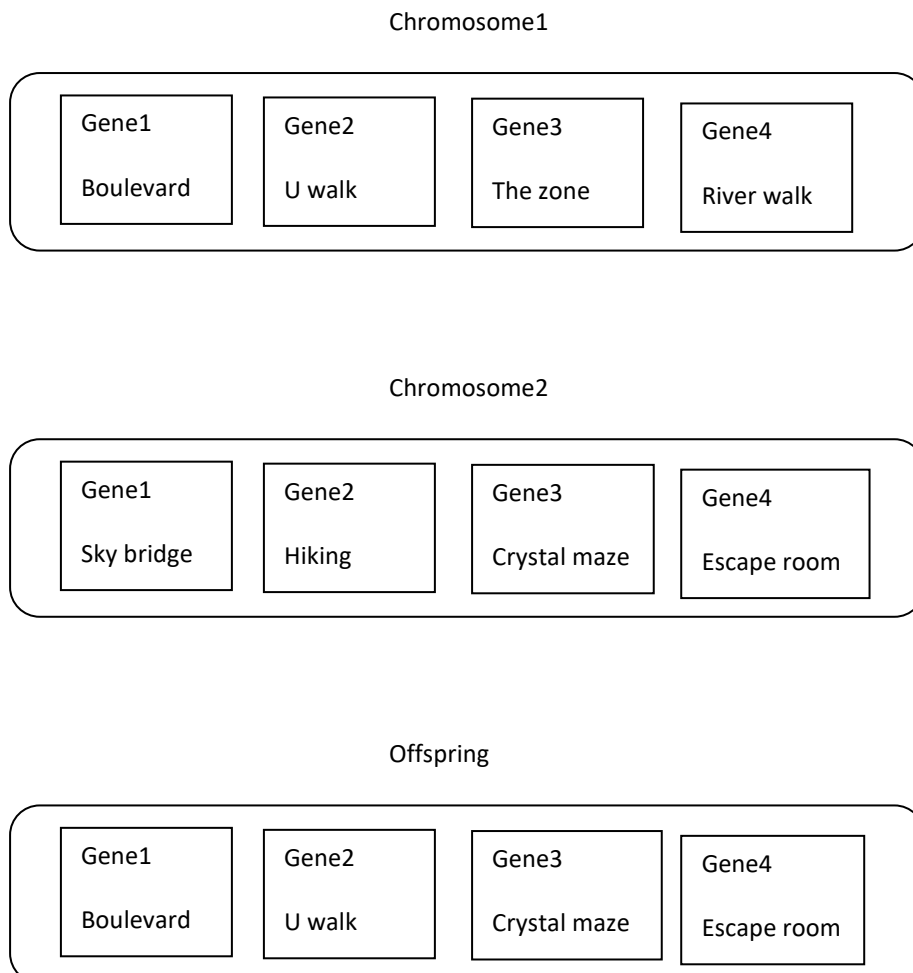 Chromosome1
Gene1 Gene2 Gene3 Gene4
Boulevard U walk The zone River walk
Chromosome2
Gene1 Gene2 Gene3 Gene4
Sky bridge Hiking Crystal maze Escape room
Offspring
Gene1 Gene2 Gene3 Gene4
Boulevard U walk Crystal maze Escape room